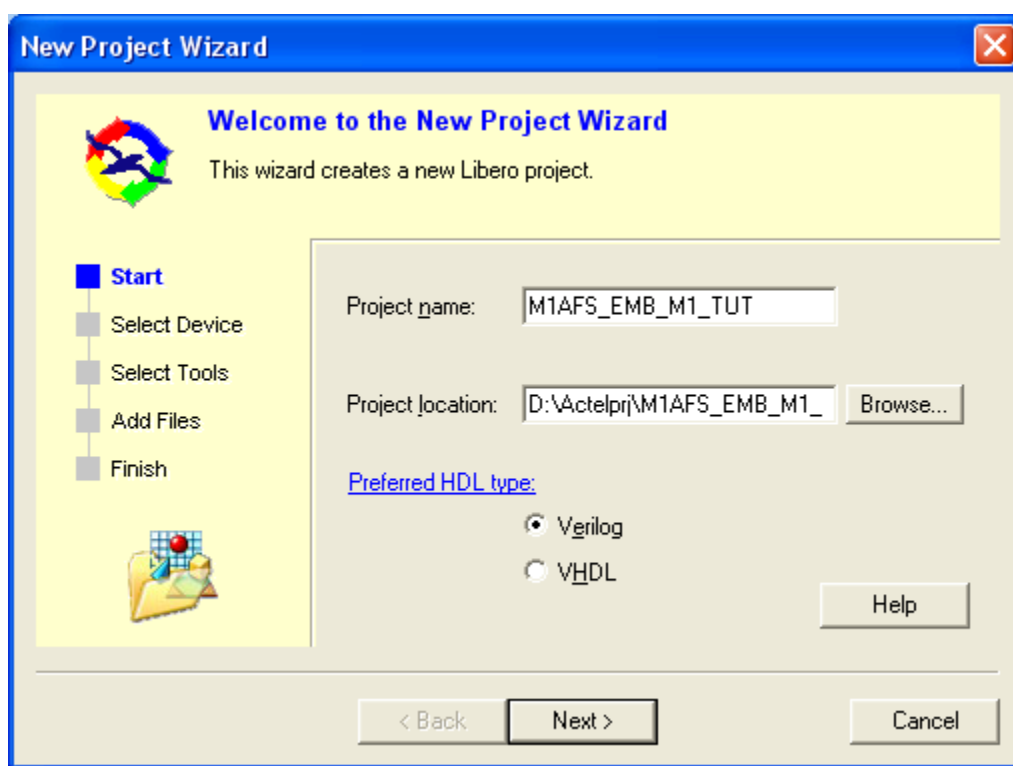 New Project Wizard
Welcome to the New Project Wizard
This wizard creates a new Libero project.
Start
Select Device
Select Tools
Add Files
Finish
Project name: M1AFS_EMB_M1_TUT
Project location: D:\Actelprj\M1AFS_EMB_M1_ Browse...
Preferred HDL type:
Verilog
VHDL
Help
< Back Next > Cancel